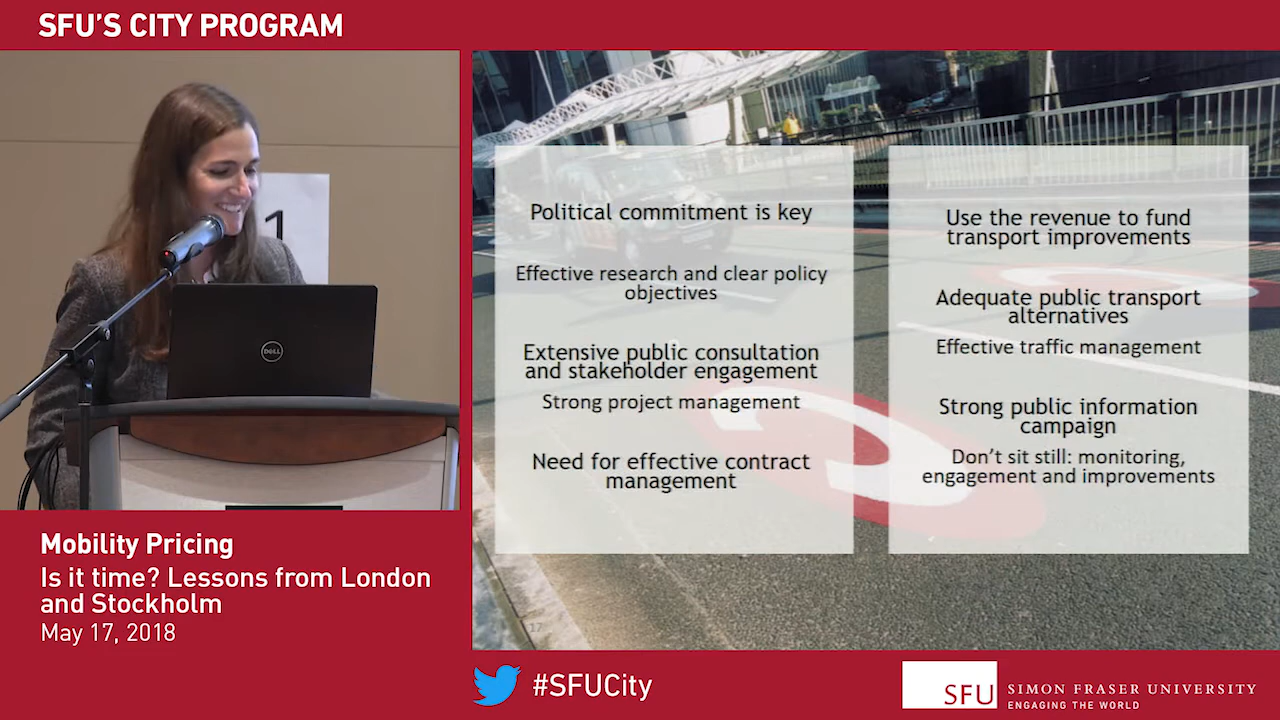 SFU'S CITY PROGRAM
1
DELL
Political commitment is key
Effective research and clear policy
objectives
Extensive public consultation
and stakeholder engagement
Strong project management
Need for effective contract
management
Use the revenue to fund
transport improvements
Adequate public transport
alternatives
Effective traffic management
Strong public information
campaign
Don't sit still: monitoring,
engagement and improvements
17
Mobility Pricing
Is it time? Lessons from London
and Stockholm
May 17, 2018
#SFUCity
SFU
SIMON FRASER UNIVERSITY
ENGAGING THE WORLD